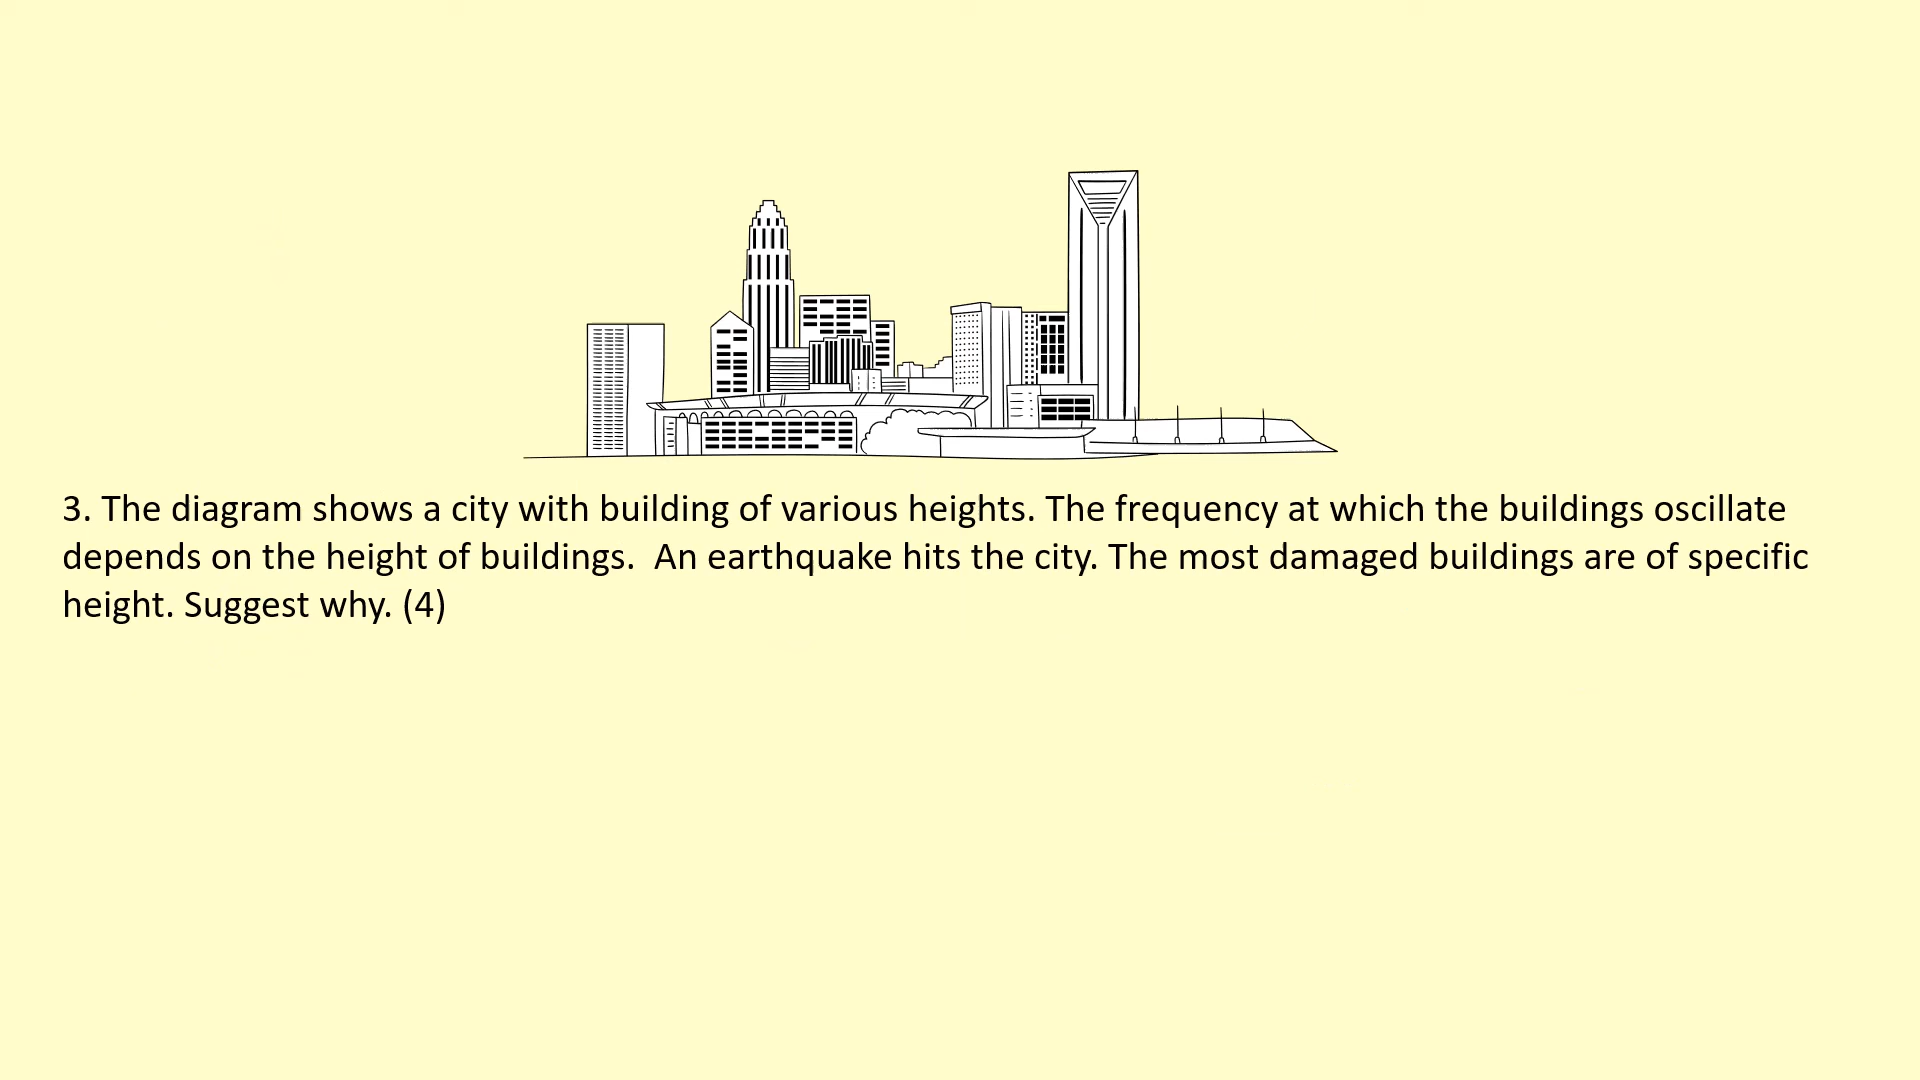 3. The diagram shows a city with building of various heights. The frequency at which the buildings oscillate
depends on the height of buildings.  An earthquake hits the city. The most damaged buildings are of specific
height. Suggest why. (4)